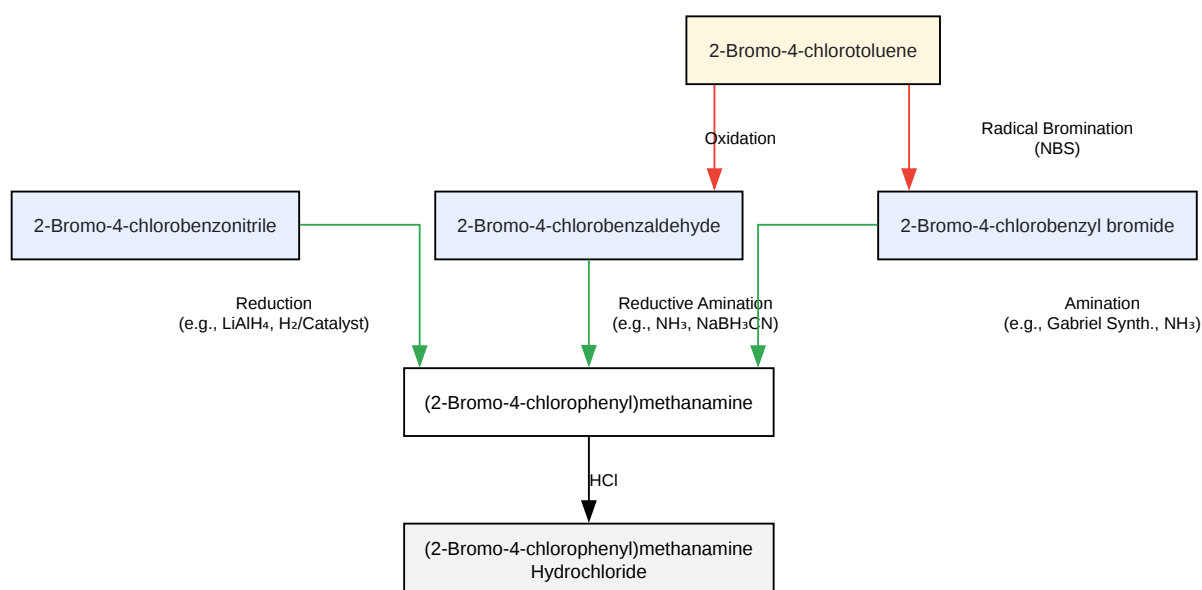 2-Bromo-4-chlorotoluene
Oxidation
Radical Bromination
(NBS)
2-Bromo-4-chlorobenzonitrile
2-Bromo-4-chlorobenzaldehyde
2-Bromo-4-chlorobenzyl bromide
Reduction
(e.g., LiAlH₄, H₂/Catalyst)
Reductive Amination
(e.g., NH₃, NaBH₃CN)
Amination
(e.g., Gabriel Synth., NH₃)
(2-Bromo-4-chlorophenyl)methanamine
HCl
(2-Bromo-4-chlorophenyl)methanamine
Hydrochloride